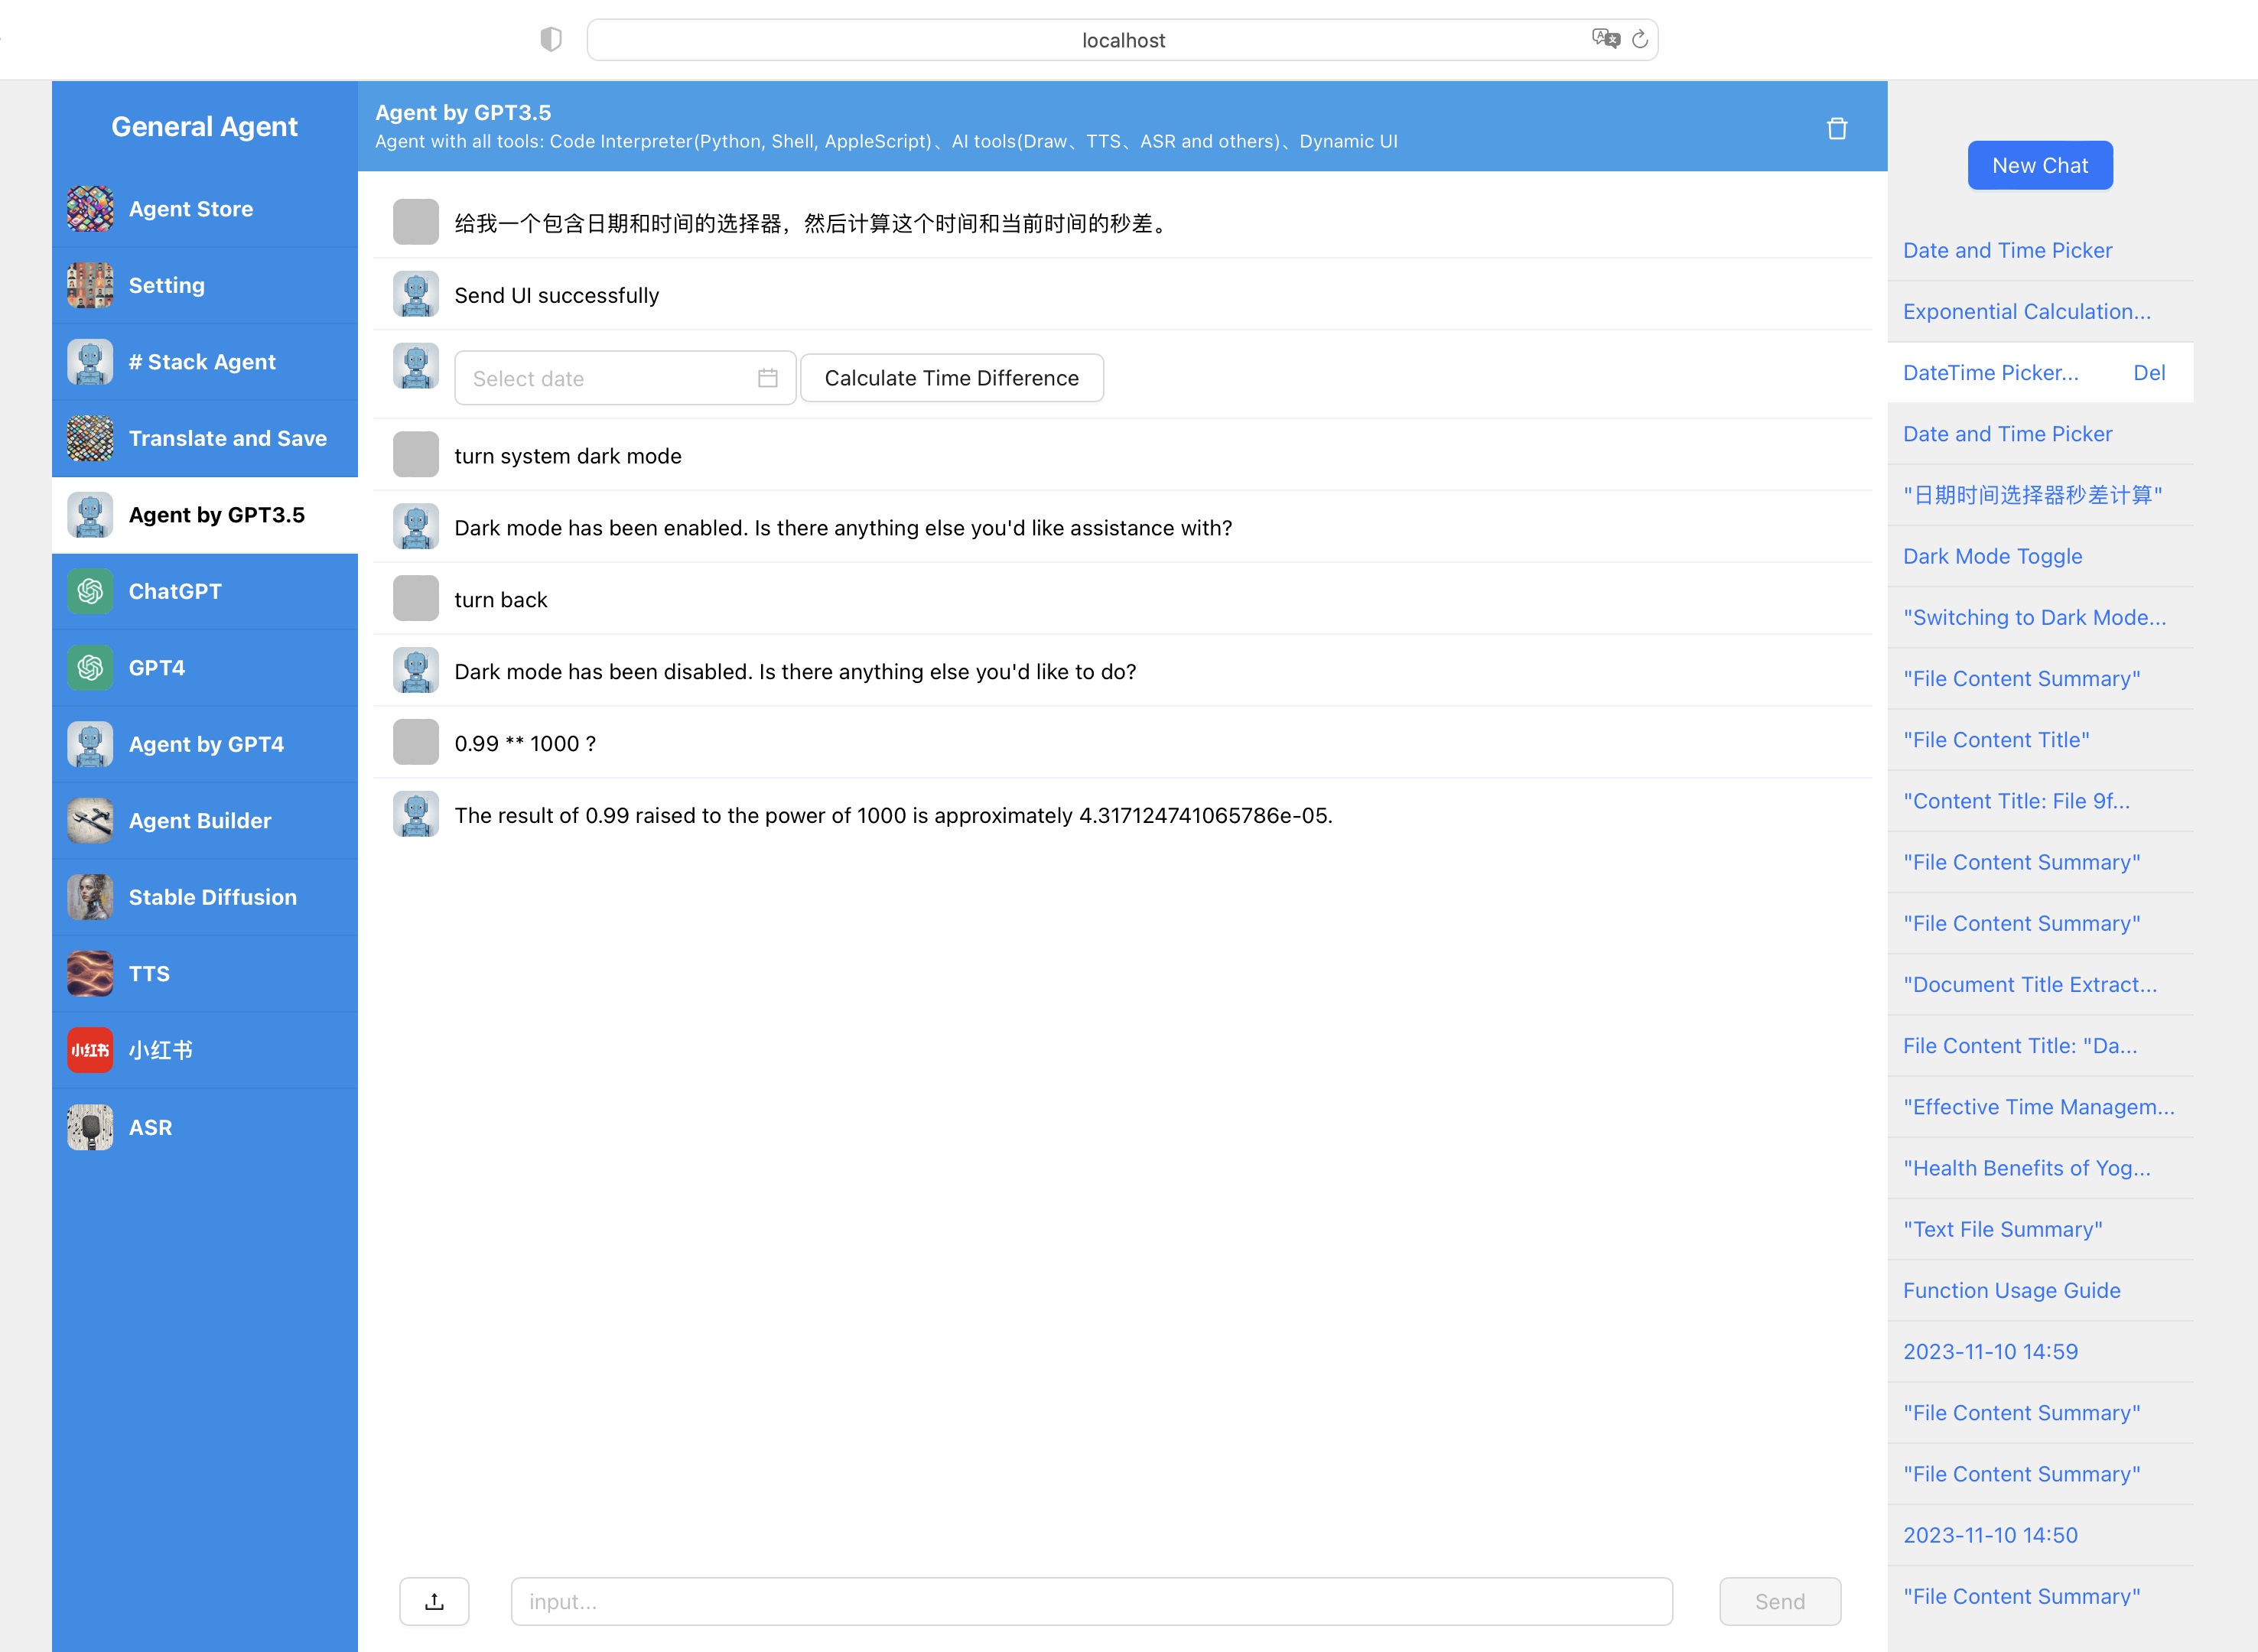 localhost
General Agent
Agent Store
Setting
# Stack Agent
Translate and Save
Agent by GPT3.5
ChatGPT
GPT4
Agent by GPT4
Agent Builder
Stable Diffusion
TTS
小红书
小红书
ASR
Agent by GPT3.5
Agent with all tools: Code Interpreter(Python, Shell, AppleScript)、AI tools(Draw、TTS、ASR and others)、Dynamic UI
给我一个包含日期和时间的选择器，然后计算这个时间和当前时间的秒差。
Send UI successfully
Select date
Calculate Time Difference
turn system dark mode
Dark mode has been enabled. Is there anything else you'd like assistance with?
turn back
Dark mode has been disabled. Is there anything else you'd like to do?
0.99 ** 1000 ?
The result of 0.99 raised to the power of 1000 is approximately 4.317124741065786e-05.
input...
Send
New Chat
Date and Time Picker
Exponential Calculation...
DateTime Picker... Del
Date and Time Picker
"日期时间选择器秒差计算"
Dark Mode Toggle
"Switching to Dark Mode...
"File Content Summary"
"File Content Title"
"Content Title: File 9f...
"File Content Summary"
"File Content Summary"
"Document Title Extract...
File Content Title: "Da...
"Effective Time Managem...
"Health Benefits of Yog...
"Text File Summary"
Function Usage Guide
2023-11-10 14:59
"File Content Summary"
"File Content Summary"
2023-11-10 14:50
"File Content Summary"